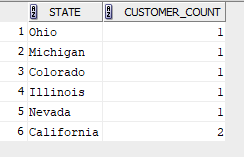 STATE CUSTOMER_COUNT
1 Ohio 1
2 Michigan 1
3 Colorado 1
4 Illinois 1
5 Nevada 1
6 California 2